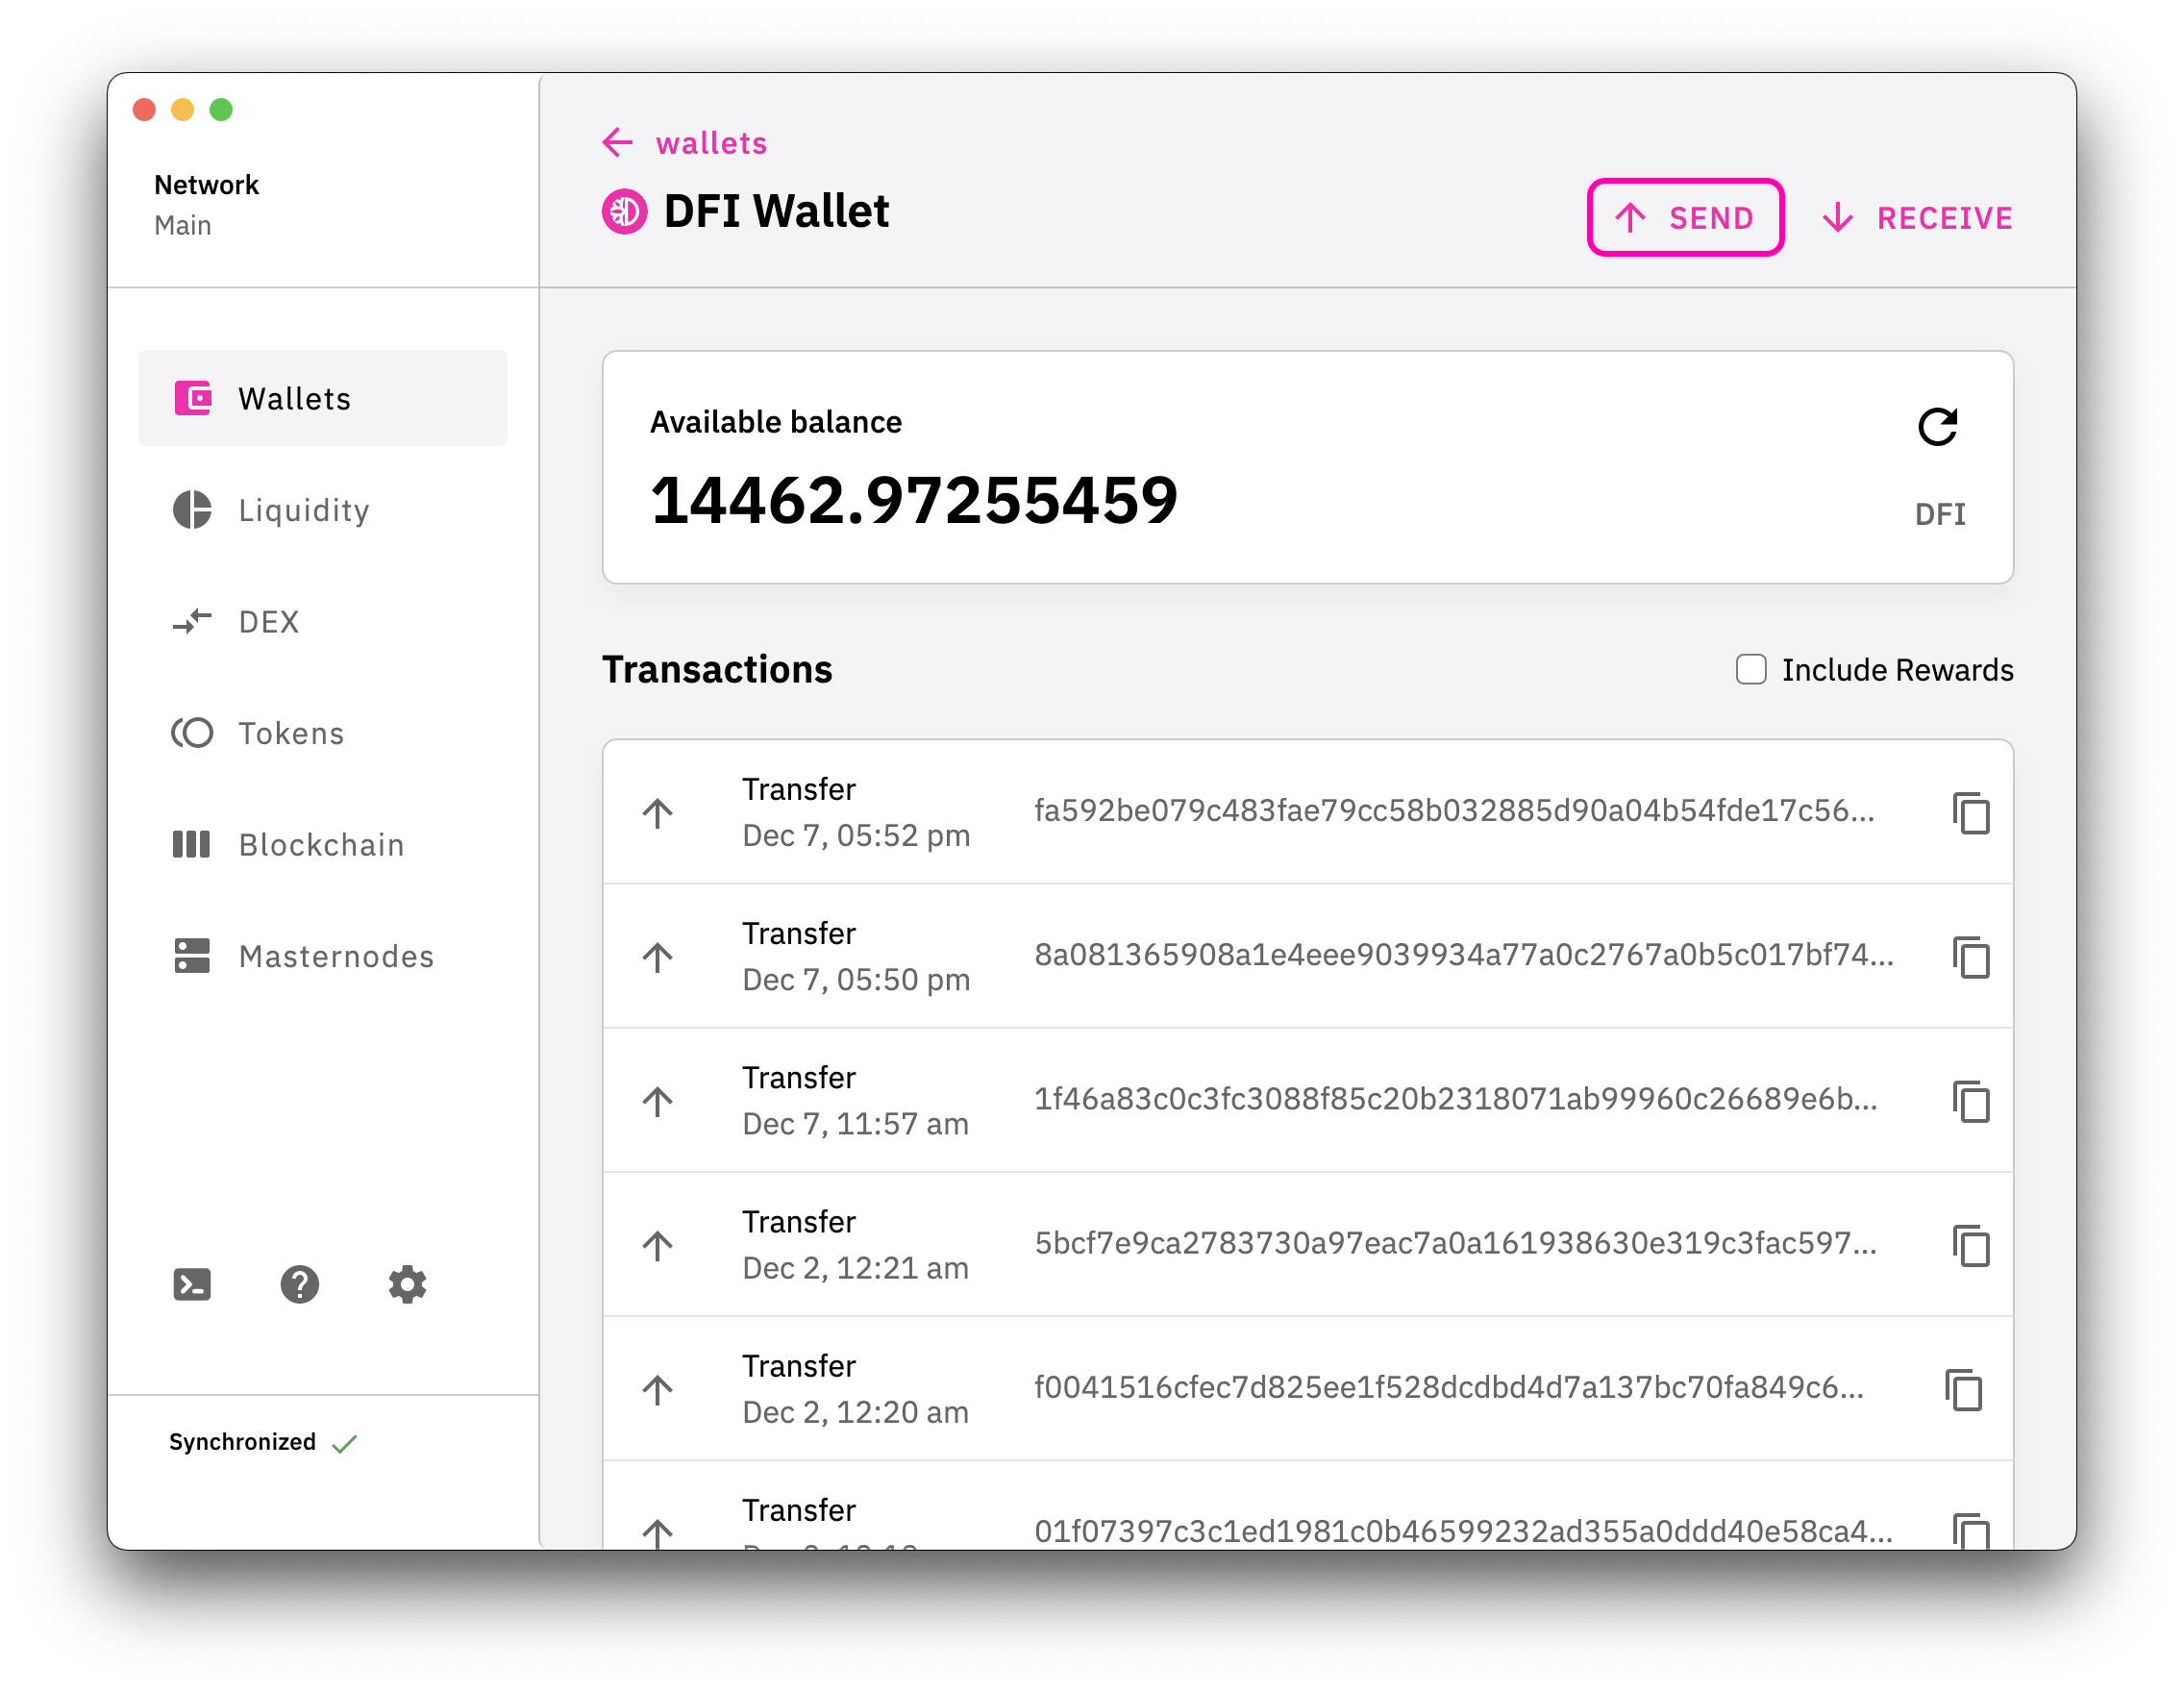 Network
Main
Wallets
Liquidity
DEX
Tokens
Blockchain
Masternodes
Synchronized
wallets
DFI Wallet
SEND
RECEIVE
Available balance
14462.97255459
DFI
Transactions
Include Rewards
Transfer
Dec 7, 05:52 pm
fa592be079c483fae79cc58b032885d90a04b54fde17c56...
Transfer
Dec 7, 05:50 pm
8a081365908a1e4eee9039934a77a0c2767a0b5c017bf74...
Transfer
Dec 7, 11:57 am
1f46a83c0c3fc3088f85c20b2318071ab99960c26689e6b...
Transfer
Dec 2, 12:21 am
5bcf7e9ca2783730a97eac7a0a161938630e319c3fac597...
Transfer
Dec 2, 12:20 am
f0041516cfec7d825ee1f528dcdbd4d7a137bc70fa849c6...
Transfer
01f07397c3c1ed1981c0b46599232ad355a0ddd40e58ca4...